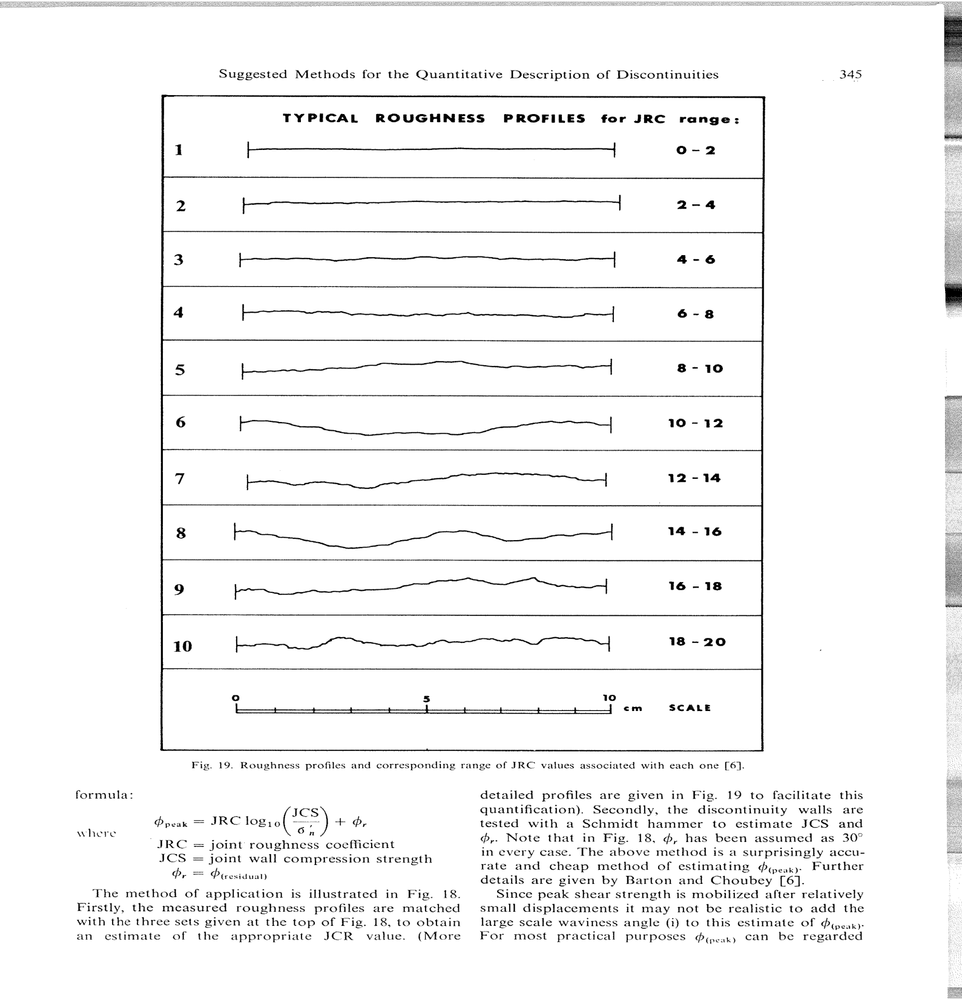 Suggested Methods for the Quantitative Description of Discontinuities 345
TYPICAL ROUGHNESS PROFILES for JRC range:
1 0 – 2
2 2 – 4
3 4 - 6
4 6 - 8
5 8 - 10
6 10 - 12
7 12 - 14
8 14 - 16
9 16 - 18
10 18 - 20
0 5 10
cm SCALE
Fig. 19. Roughness profiles and corresponding range of JRC values associated with each one [6].
formula:
ϕpeak = JRC log10(JCS/σ′n) + ϕr
where
JRC = joint roughness coefficient
JCS = joint wall compression strength
ϕr = ϕ(residual)
The method of application is illustrated in Fig. 18.
Firstly, the measured roughness profiles are matched
with the three sets given at the top of Fig. 18, to obtain
an estimate of the appropriate JCR value. (More
detailed profiles are given in Fig. 19 to facilitate this
quantification). Secondly, the discontinuity walls are
tested with a Schmidt hammer to estimate JCS and
ϕr. Note that in Fig. 18, ϕr has been assumed as 30°
in every case. The above method is a surprisingly accu-
rate and cheap method of estimating ϕ(peak). Further
details are given by Barton and Choubey [6].
Since peak shear strength is mobilized after relatively
small displacements it may not be realistic to add the
large scale waviness angle (i) to this estimate of ϕ(peak).
For most practical purposes ϕ(peak) can be regarded